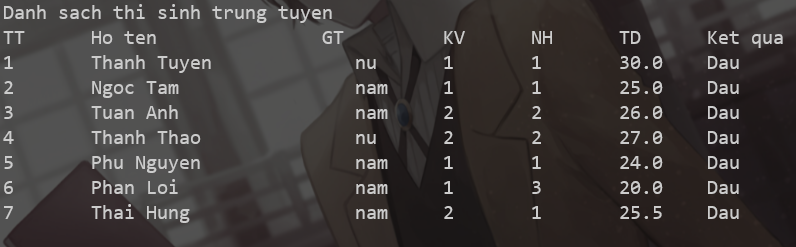 Danh sach thi sinh trung tuyen
TT Ho ten GT KV NH TD Ket qua
1 Thanh Tuyen nu 1 1 30.0 Dau
2 Ngoc Tam nam 1 1 25.0 Dau
3 Tuan Anh nam 2 2 26.0 Dau
4 Thanh Thao nu 2 2 27.0 Dau
5 Phu Nguyen nam 1 1 24.0 Dau
6 Phan Loi nam 1 3 20.0 Dau
7 Thai Hung nam 2 1 25.5 Dau